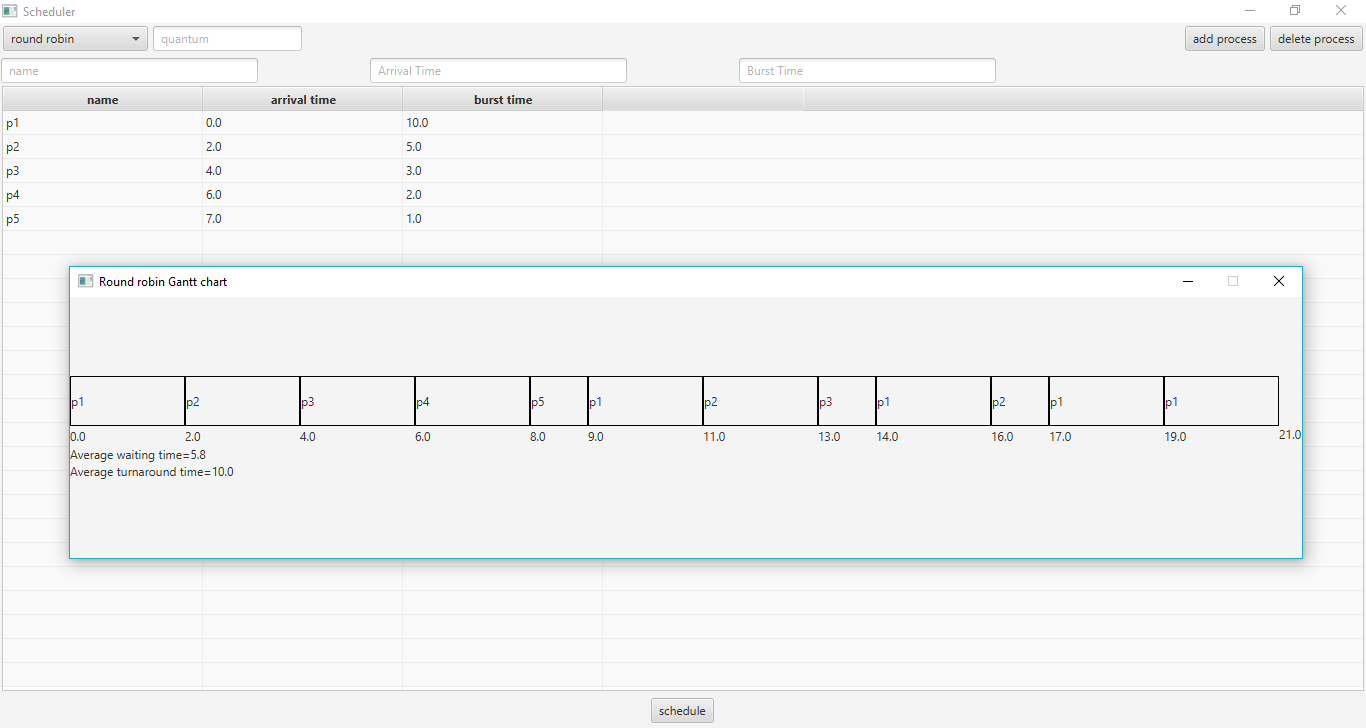 Scheduler
round robin quantum add process delete process
name Arrival Time Burst Time
name arrival time burst time
p1 0.0 10.0
p2 2.0 5.0
p3 4.0 3.0
p4 6.0 2.0
p5 7.0 1.0
Round robin Gantt chart
p1 p2 p3 p4 p5 p1 p2 p3 p1 p2 p1 p1
0.0 2.0 4.0 6.0 8.0 9.0 11.0 13.0 14.0 16.0 17.0 19.0 21.0
Average waiting time=5.8
Average turnaround time=10.0
schedule